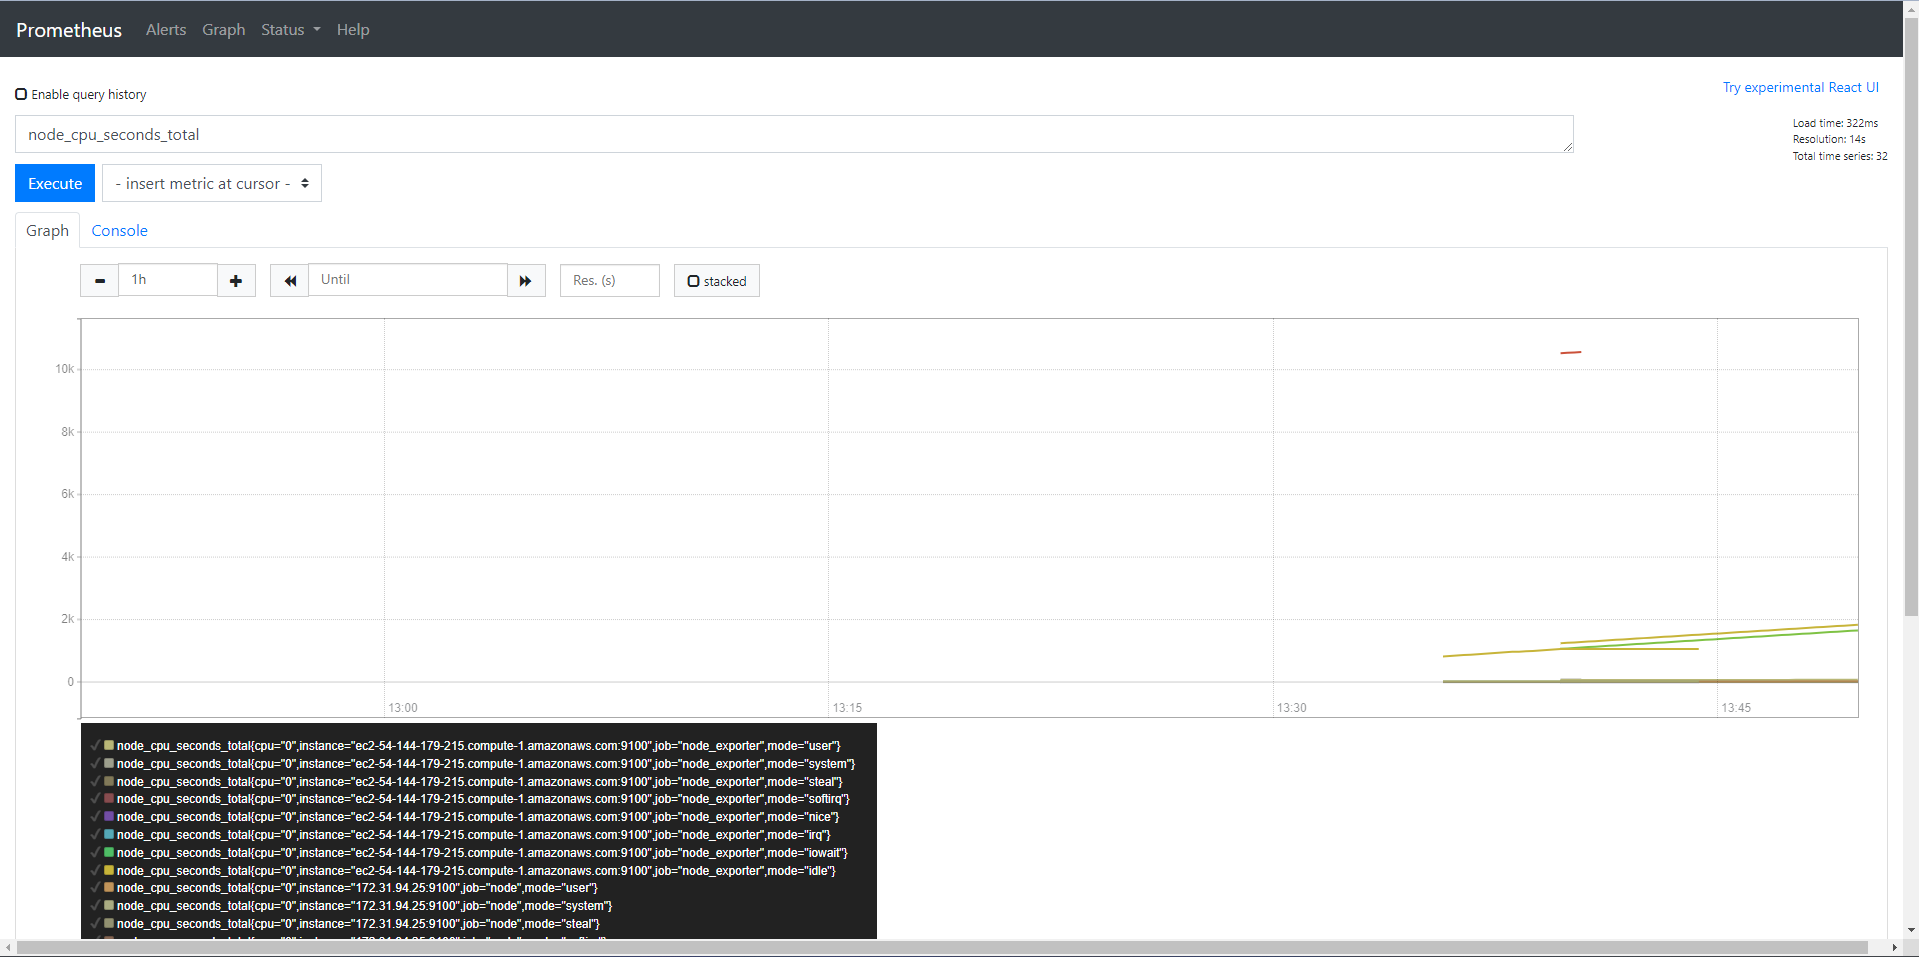 Prometheus Alerts Graph Status Help
Enable query history
Try experimental React UI
node_cpu_seconds_total
Load time: 322ms
Resolution: 14s
Total time series: 32
Execute - insert metric at cursor -
Graph Console
1h Until Res. (s) stacked
10k
8k
6k
4k
2k
0
13:00 13:15 13:30 13:45
node_cpu_seconds_total{cpu="0",instance="ec2-54-144-179-215.compute-1.amazonaws.com:9100",job="node_exporter",mode="user"}
node_cpu_seconds_total{cpu="0",instance="ec2-54-144-179-215.compute-1.amazonaws.com:9100",job="node_exporter",mode="system"}
node_cpu_seconds_total{cpu="0",instance="ec2-54-144-179-215.compute-1.amazonaws.com:9100",job="node_exporter",mode="steal"}
node_cpu_seconds_total{cpu="0",instance="ec2-54-144-179-215.compute-1.amazonaws.com:9100",job="node_exporter",mode="softirq"}
node_cpu_seconds_total{cpu="0",instance="ec2-54-144-179-215.compute-1.amazonaws.com:9100",job="node_exporter",mode="nice"}
node_cpu_seconds_total{cpu="0",instance="ec2-54-144-179-215.compute-1.amazonaws.com:9100",job="node_exporter",mode="irq"}
node_cpu_seconds_total{cpu="0",instance="ec2-54-144-179-215.compute-1.amazonaws.com:9100",job="node_exporter",mode="iowait"}
node_cpu_seconds_total{cpu="0",instance="ec2-54-144-179-215.compute-1.amazonaws.com:9100",job="node_exporter",mode="idle"}
node_cpu_seconds_total{cpu="0",instance="172.31.94.25:9100",job="node",mode="user"}
node_cpu_seconds_total{cpu="0",instance="172.31.94.25:9100",job="node",mode="system"}
node_cpu_seconds_total{cpu="0",instance="172.31.94.25:9100",job="node",mode="steal"}